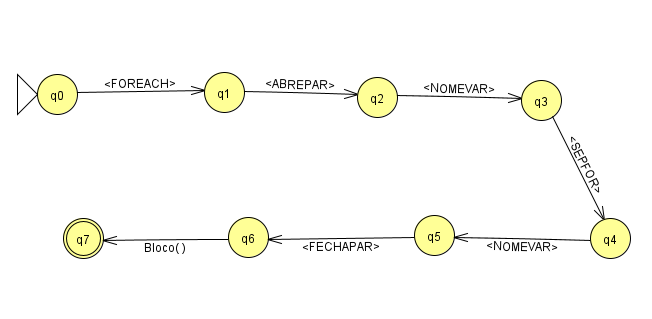 q0 <FOREACH> q1 <ABREPAR> q2 <NOMEVAR> q3
<SEPFOR>
q7 Bloco() q6 <FECHAPAR> q5 <NOMEVAR> q4